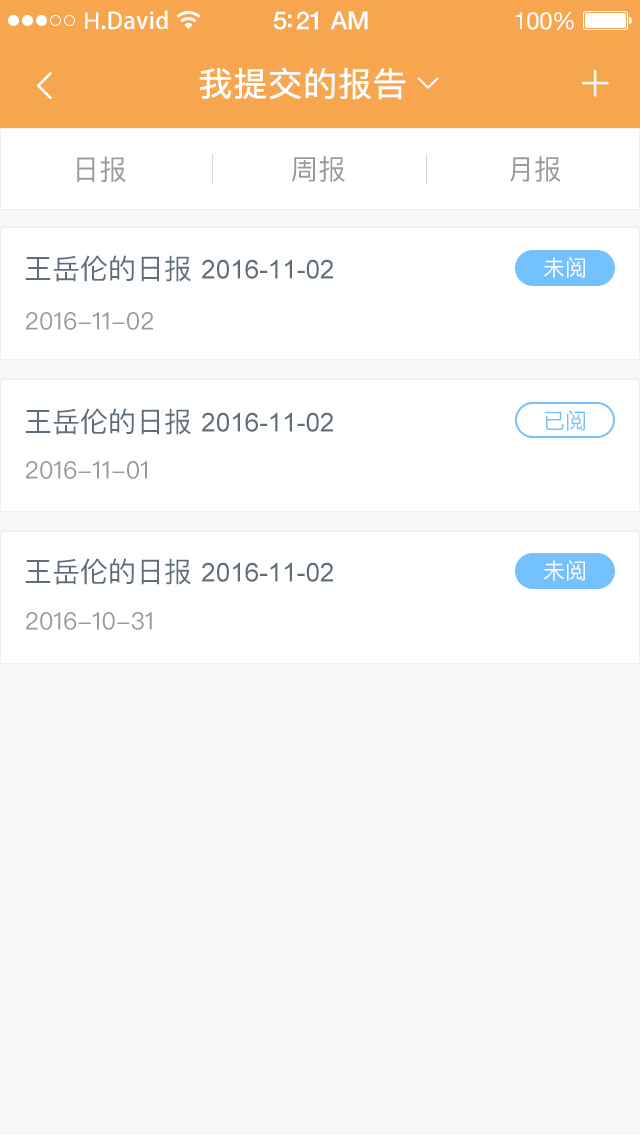 H.David 5:21 AM 100%
我提交的报告
日报 周报 月报
王岳伦的日报 2016-11-02 未阅
2016-11-02
王岳伦的日报 2016-11-02 已阅
2016-11-01
王岳伦的日报 2016-11-02 未阅
2016-10-31